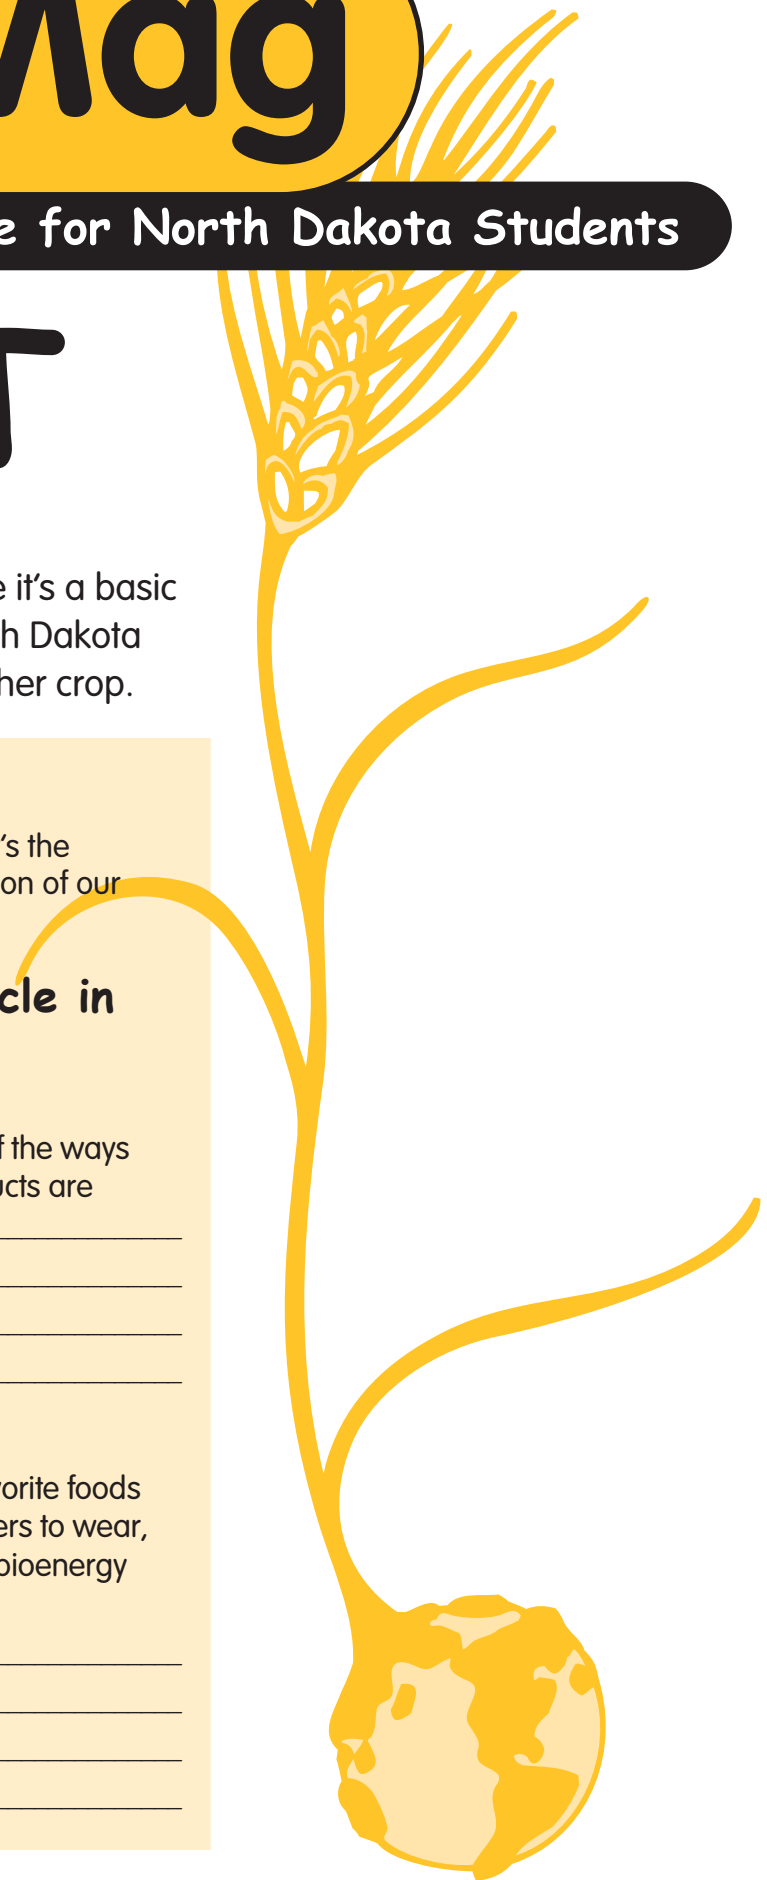 Mag
e for North Dakota Students
T
e it's a basic
h Dakota
her crop.
's the
on of our
cle in
f the ways
ucts are
orite foods
ers to wear,
bioenergy